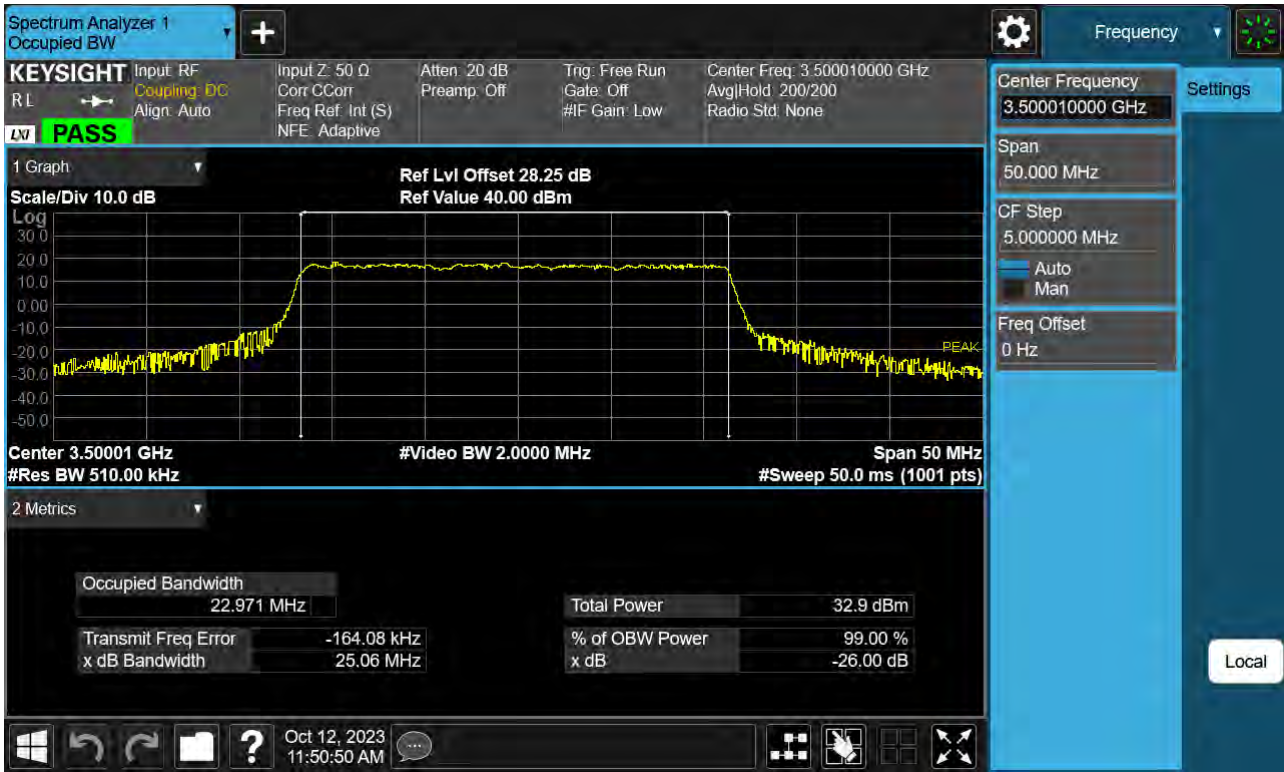 Spectrum Analyzer 1
Occupied BW
+
Frequency
KEYSIGHT
RL
LXI PASS
Input: RF
Coupling: DC
Align: Auto
Input Z: 50 Ω
Corr CCorr
Freq Ref: Int (S)
NFE: Adaptive
Atten: 20 dB
Preamp: Off
Trig: Free Run
Gate: Off
#IF Gain: Low
Center Freq: 3.500010000 GHz
Avg|Hold: 200/200
Radio Std: None
Center Frequency
3.500010000 GHz
Settings
Span
50.000 MHz
CF Step
5.000000 MHz
Auto
Man
Freq Offset
0 Hz
1 Graph
Scale/Div 10.0 dB
Ref Lvl Offset 28.25 dB
Ref Value 40.00 dBm
Log
30.0
20.0
10.0
0.00
-10.0
-20.0
-30.0
-40.0
-50.0
PEAK
Center 3.50001 GHz
#Video BW 2.0000 MHz
Span 50 MHz
#Res BW 510.00 kHz
#Sweep 50.0 ms (1001 pts)
2 Metrics
Occupied Bandwidth
22.971 MHz
Total Power 32.9 dBm
Transmit Freq Error -164.08 kHz
% of OBW Power 99.00 %
x dB Bandwidth 25.06 MHz
x dB -26.00 dB
Local
?
Oct 12, 2023
11:50:50 AM